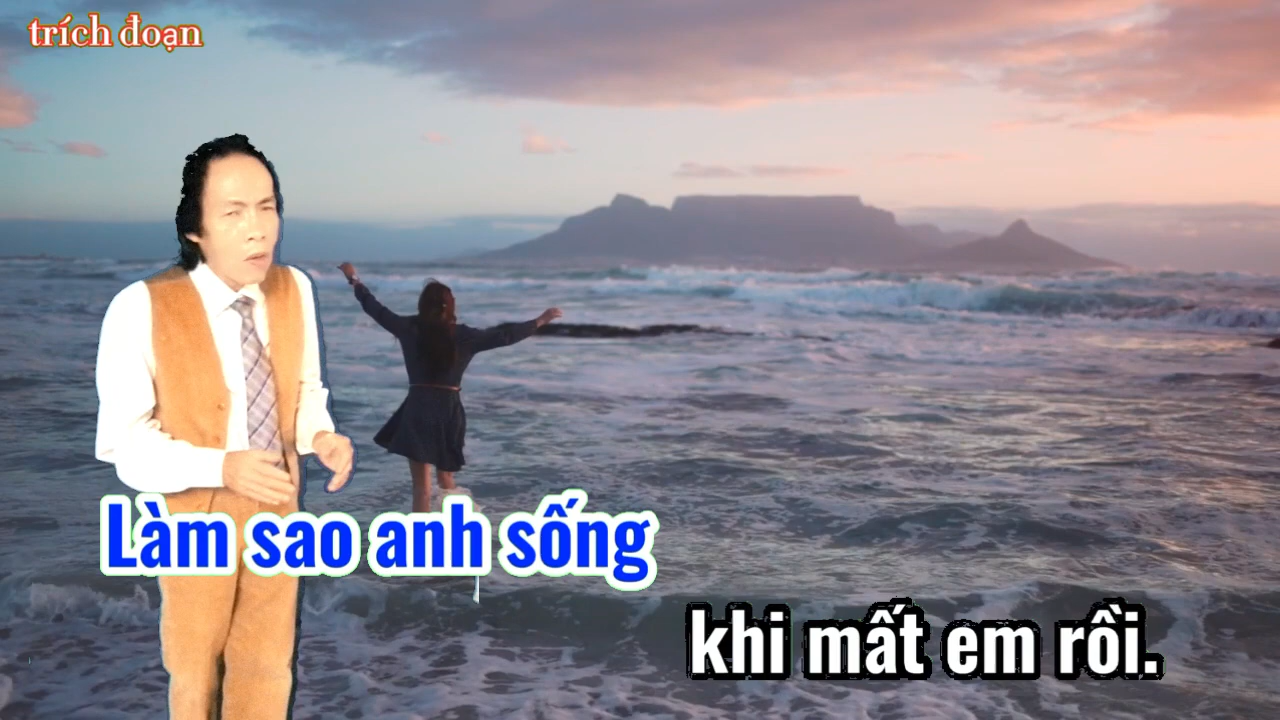 trích đoạn
Làm sao anh sống
khi mất em rồi.